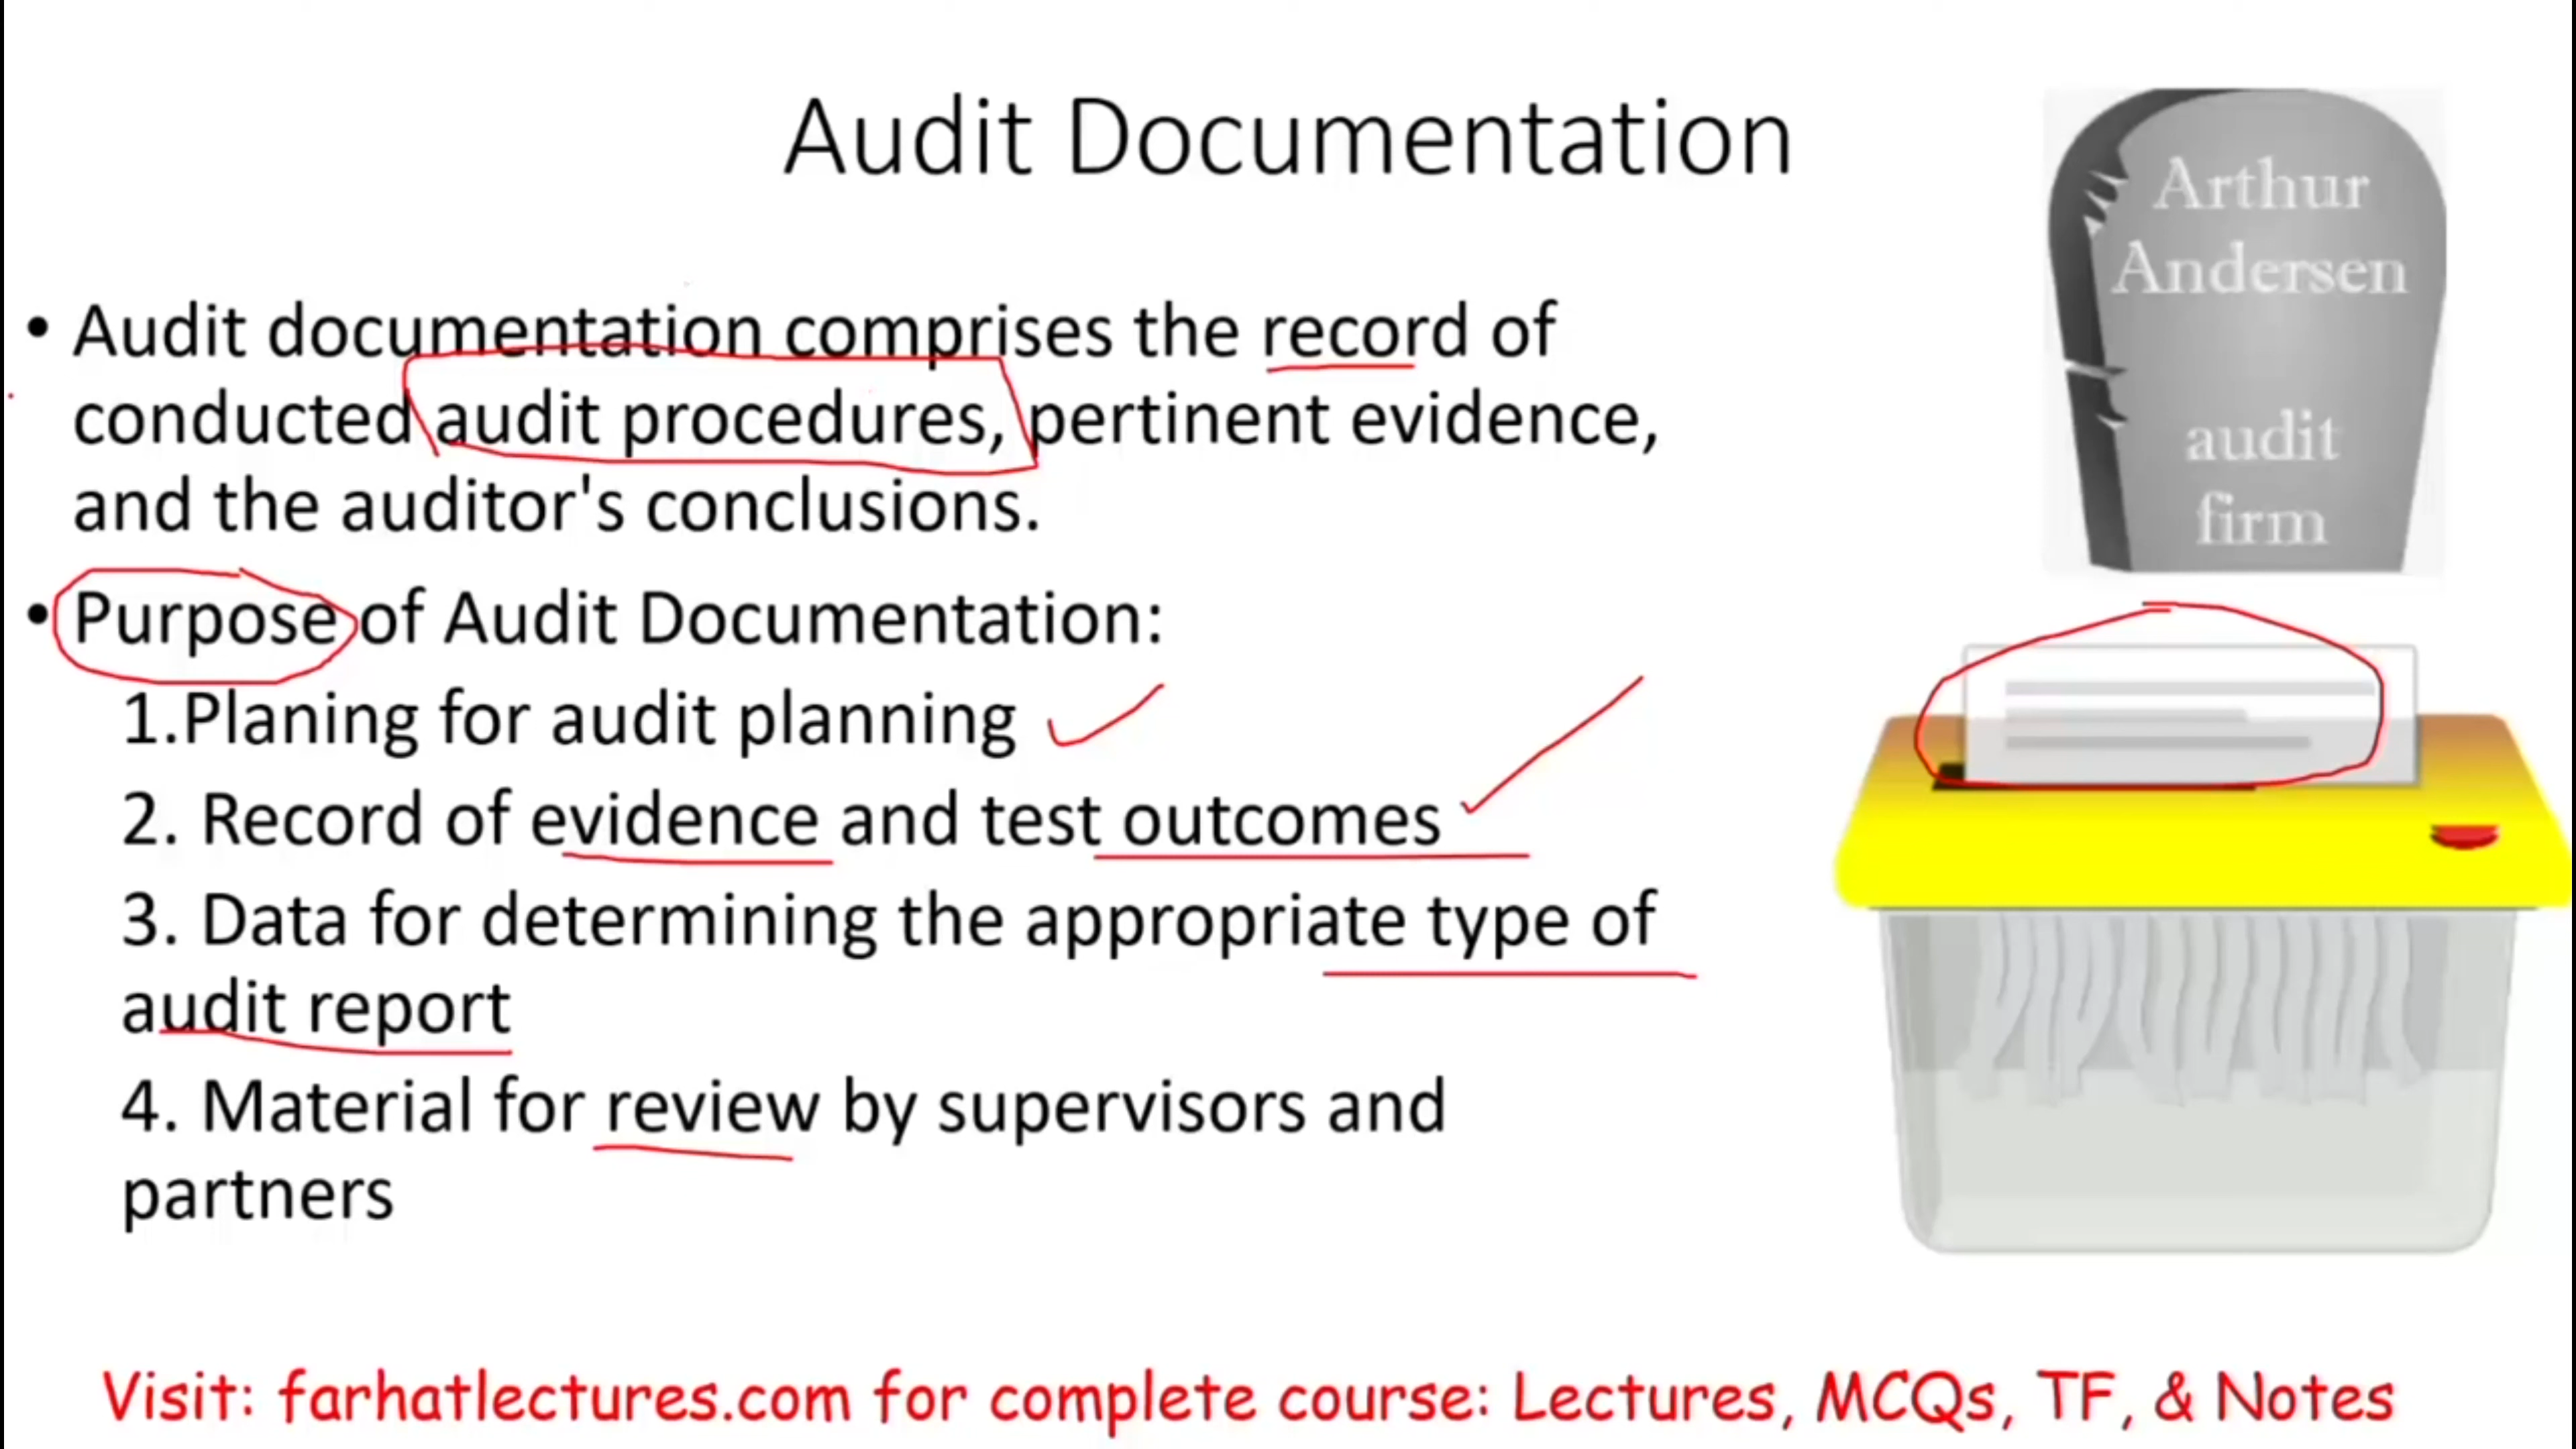 Audit Documentation
Arthur
Andersen
audit
firm
• Audit documentation comprises the record of
conducted audit procedures, pertinent evidence,
and the auditor's conclusions.
• Purpose of Audit Documentation:
1.Planing for audit planning
2. Record of evidence and test outcomes
3. Data for determining the appropriate type of
audit report
4. Material for review by supervisors and
partners
Visit: farhatlectures.com for complete course: Lectures, MCQs, TF, & Notes